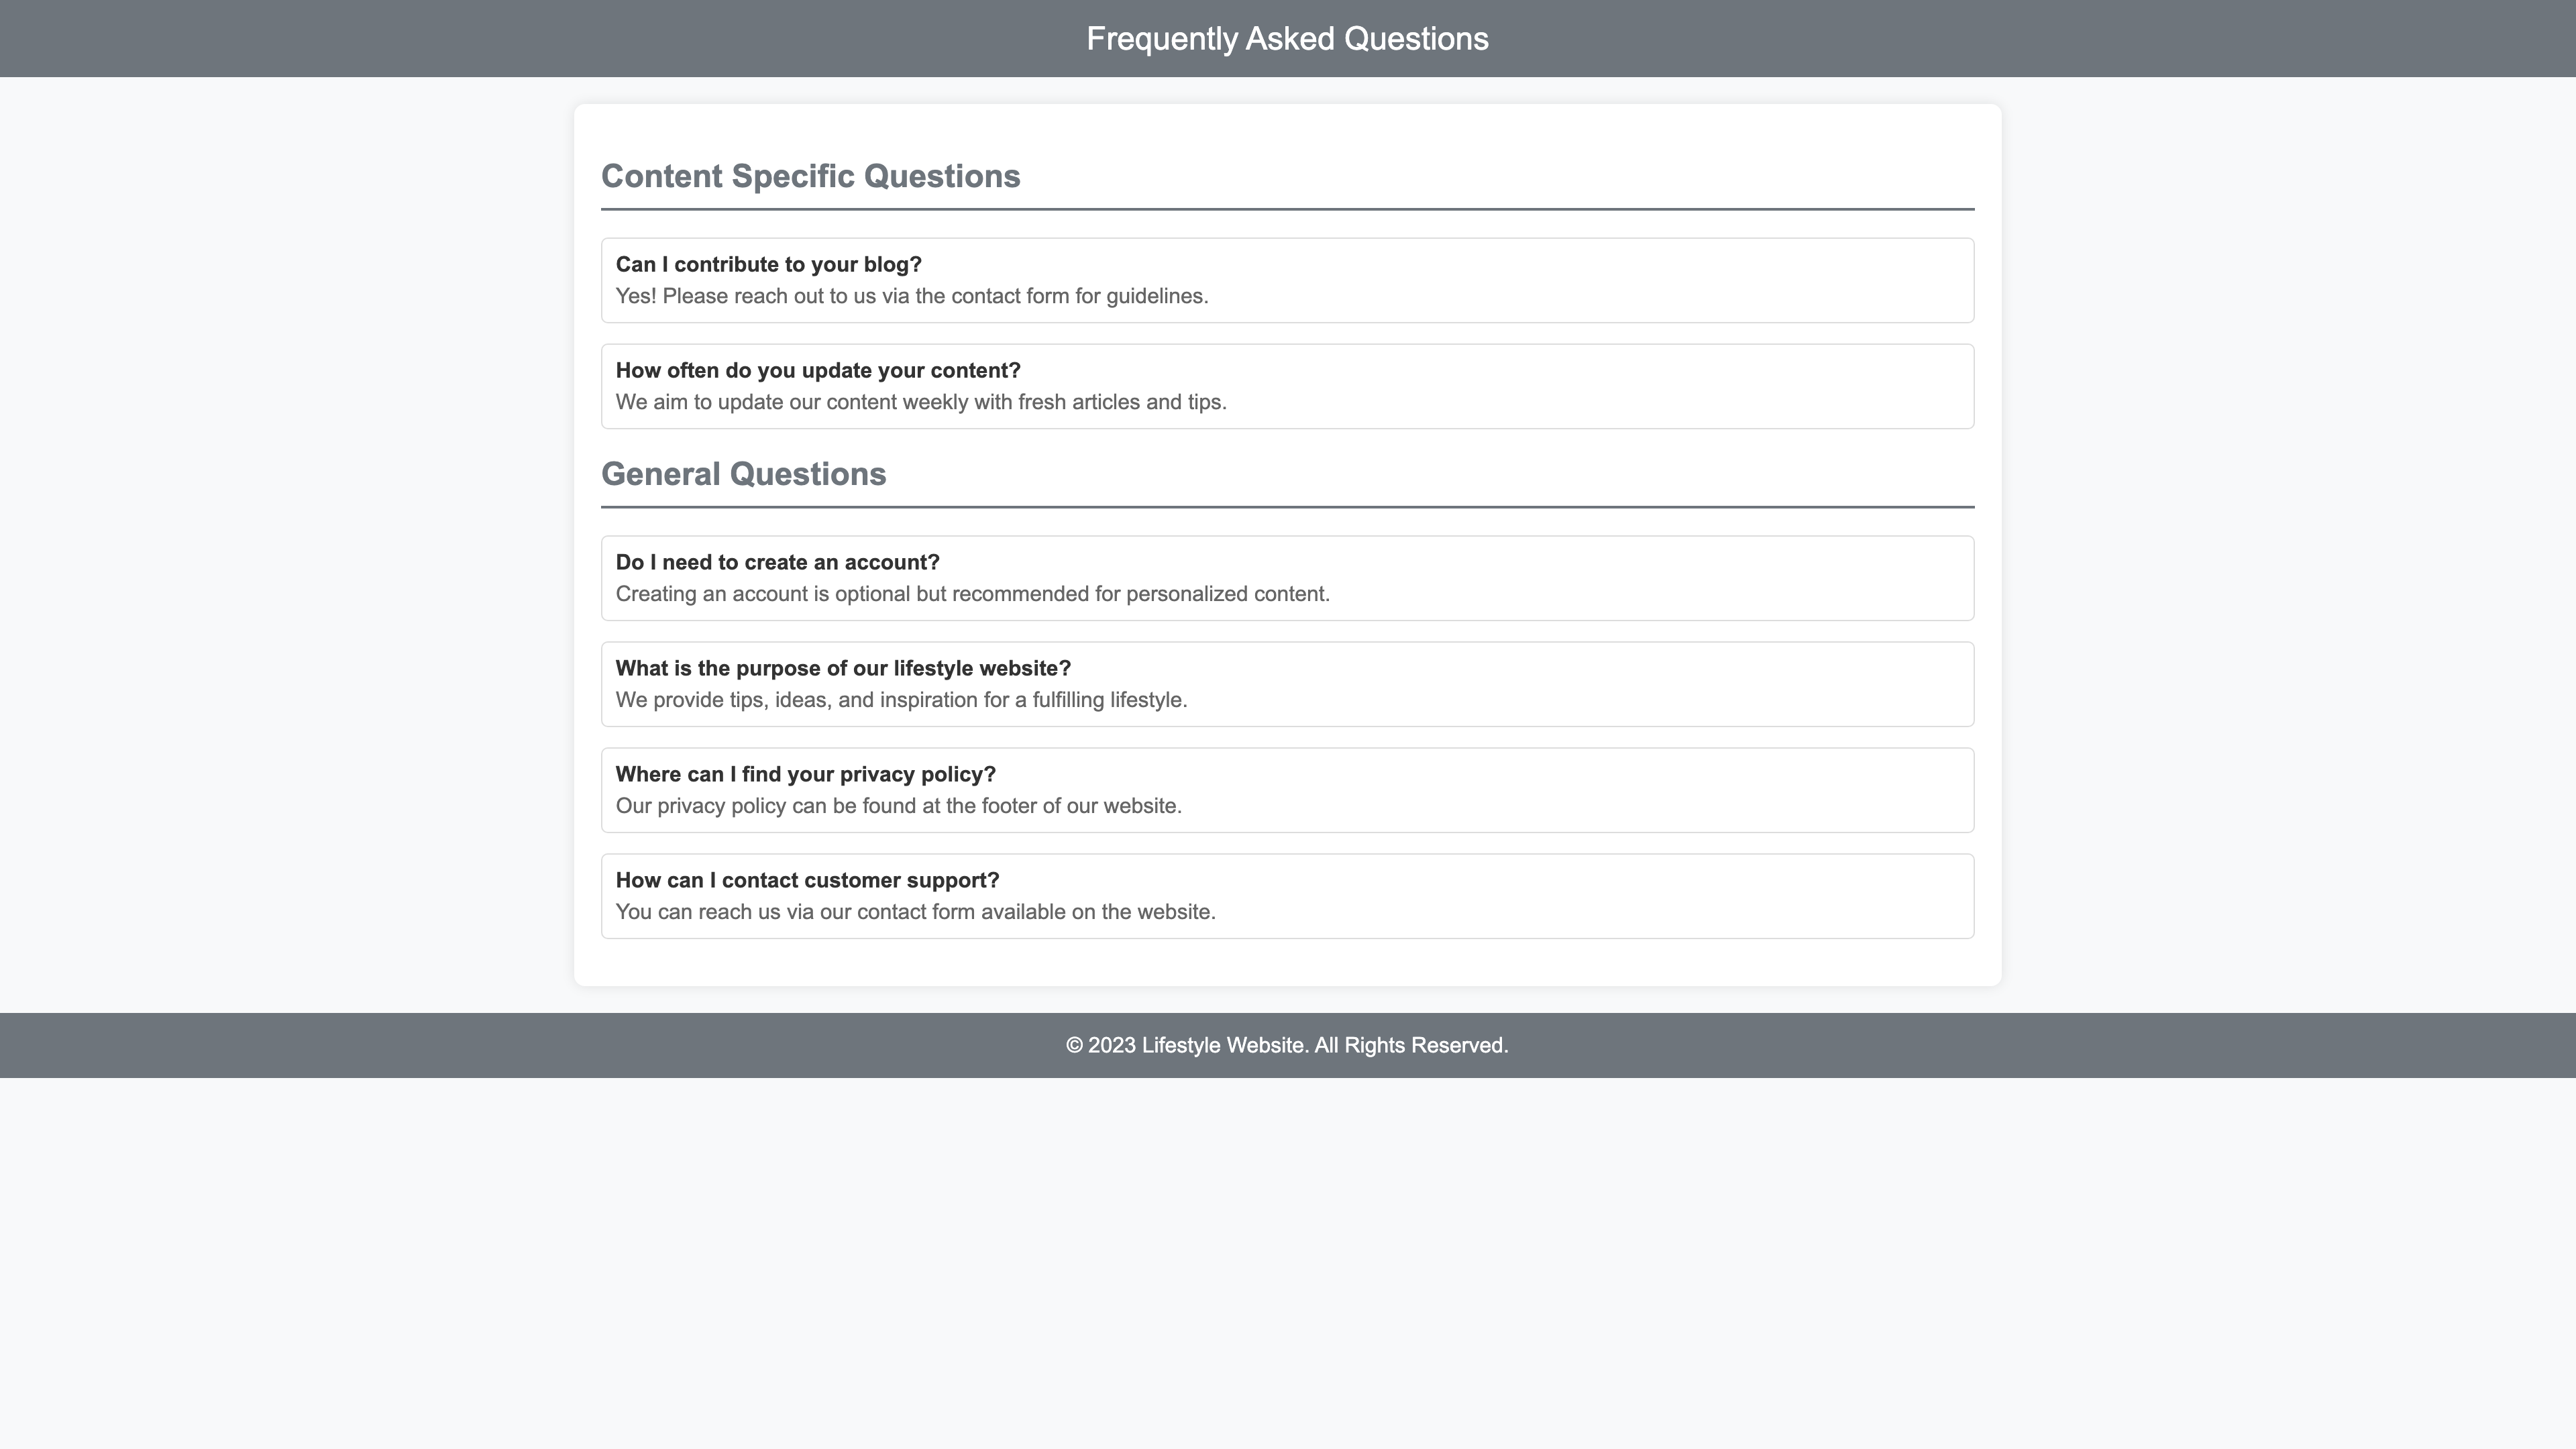 Frequently Asked Questions
Content Specific Questions
Can I contribute to your blog?
Yes! Please reach out to us via the contact form for guidelines.
How often do you update your content?
We aim to update our content weekly with fresh articles and tips.
General Questions
Do I need to create an account?
Creating an account is optional but recommended for personalized content.
What is the purpose of our lifestyle website?
We provide tips, ideas, and inspiration for a fulfilling lifestyle.
Where can I find your privacy policy?
Our privacy policy can be found at the footer of our website.
How can I contact customer support?
You can reach us via our contact form available on the website.
© 2023 Lifestyle Website. All Rights Reserved.